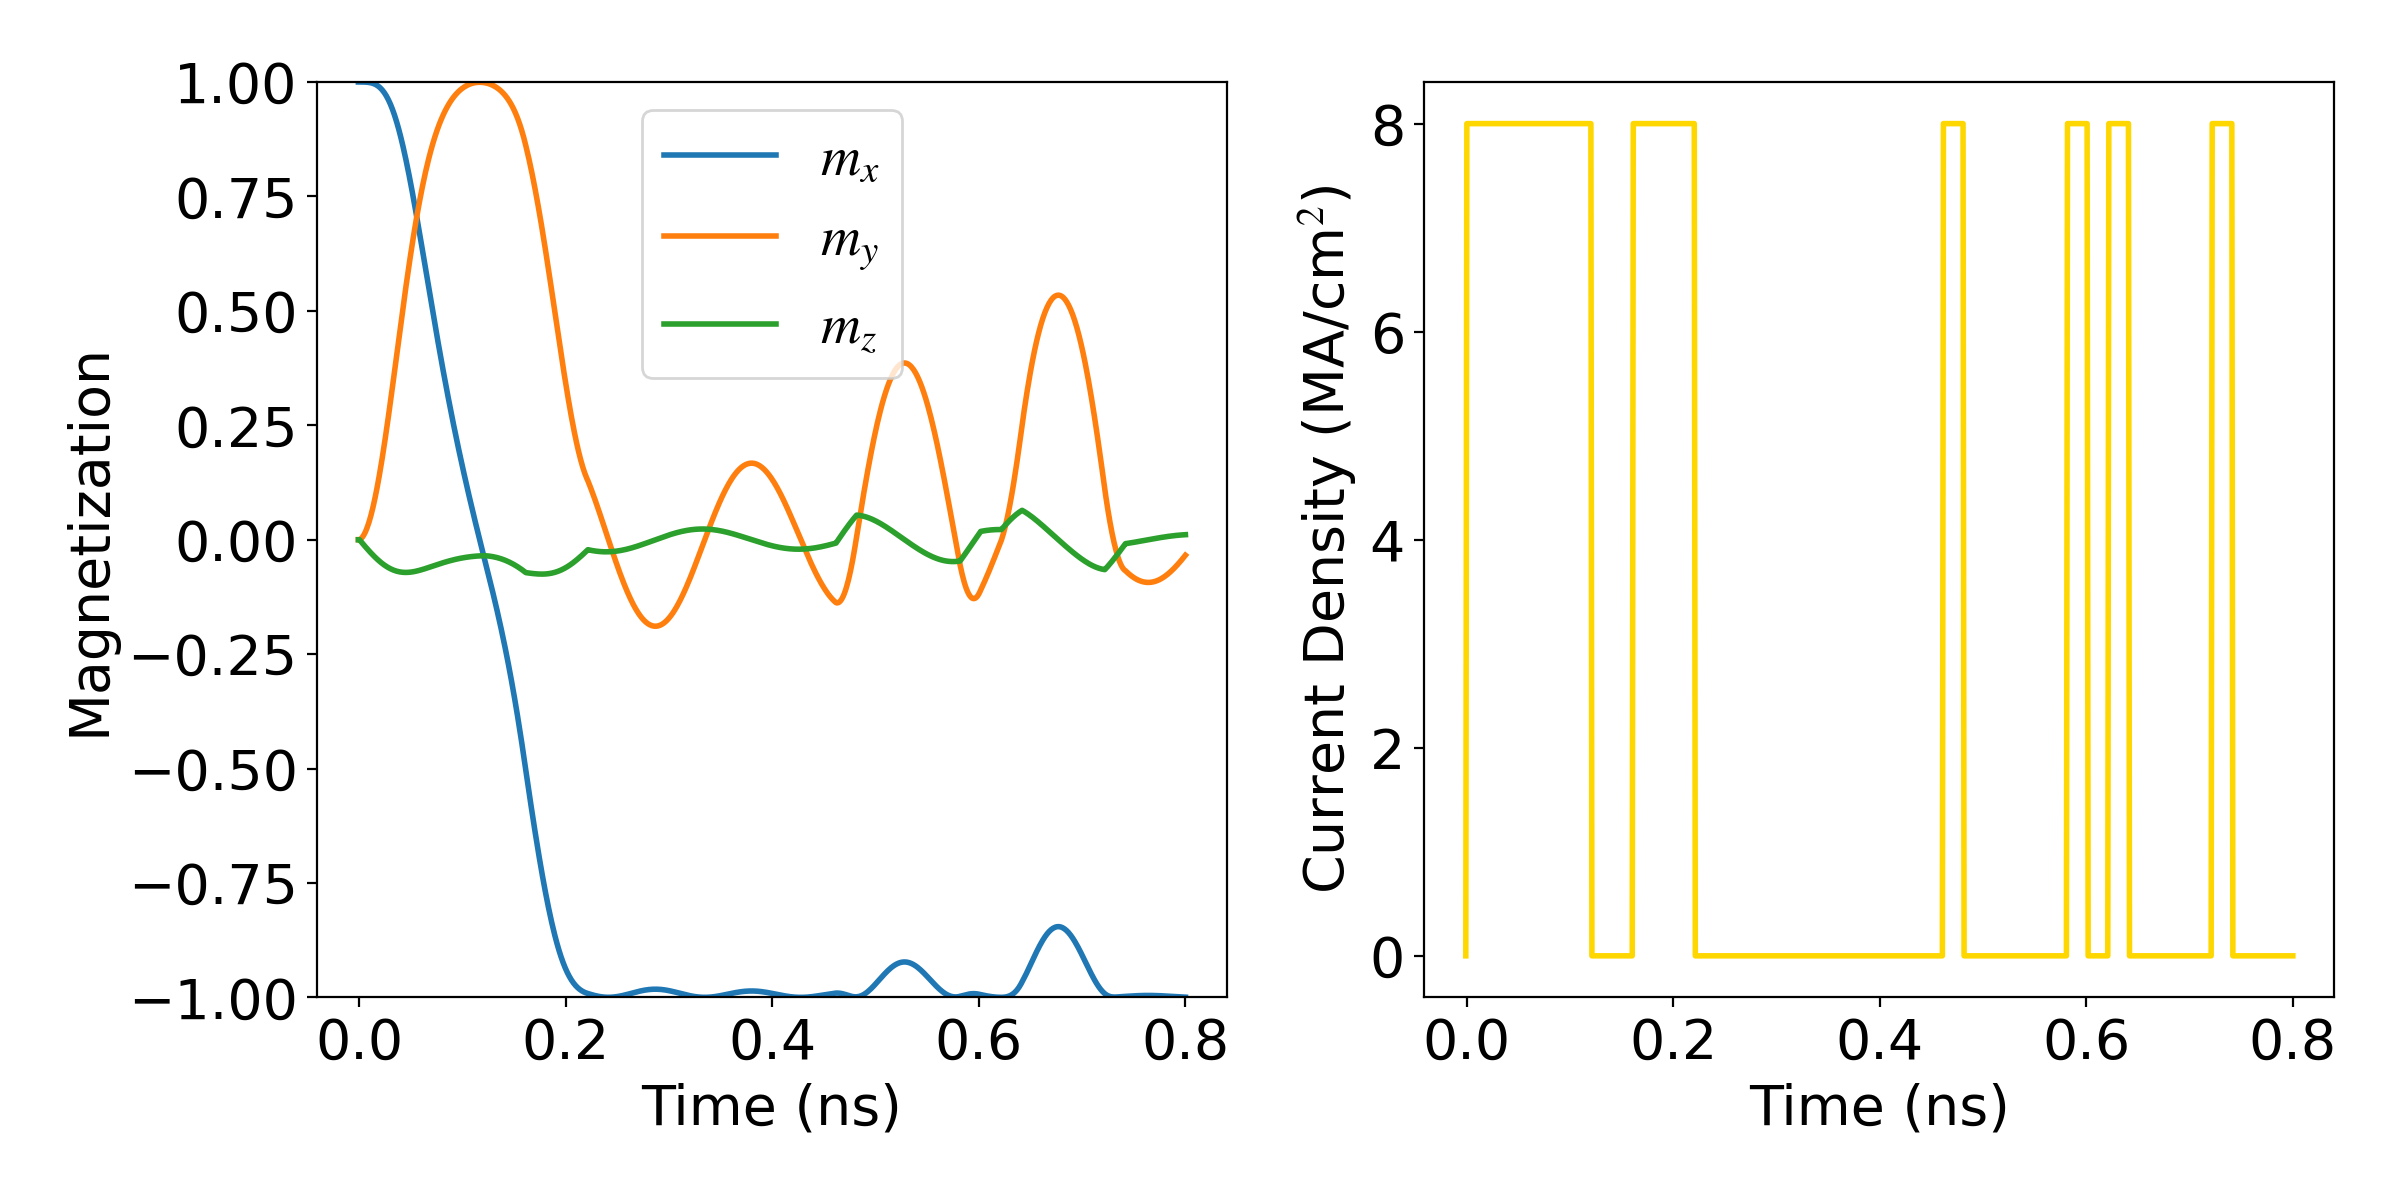 1.00
0.75
0.50
0.25
0.00
−0.25
−0.50
−0.75
−1.00
Magnetization
0.0 0.2 0.4 0.6 0.8
Time (ns)
m_x
m_y
m_z
8
6
4
2
0
Current Density (MA/cm²)
0.0 0.2 0.4 0.6 0.8
Time (ns)